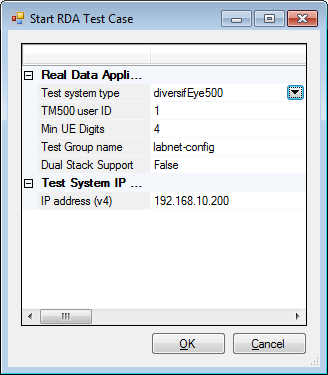 Start RDA Test Case
Real Data Appli...
Test system type diversifEye500
TM500 user ID 1
Min UE Digits 4
Test Group name labnet-config
Dual Stack Support False
Test System IP ...
IP address (v4) 192.168.10.200
OK Cancel